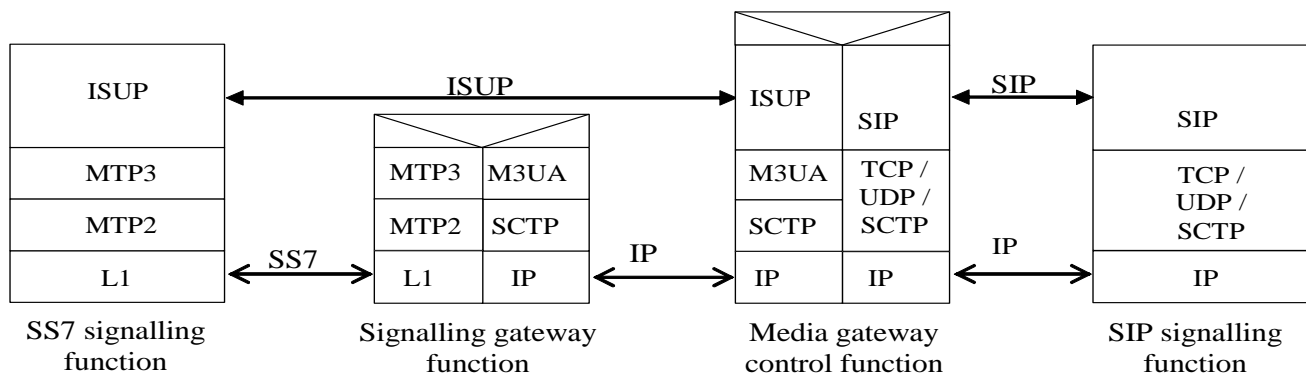 ISUP
MTP3
MTP2
L1
SS7 signalling
function
ISUP
SS7
MTP3
M3UA
MTP2
SCTP
L1
IP
Signalling gateway
function
IP
ISUP
SIP
M3UA
SCTP
TCP /
UDP /
SCTP
IP
IP
Media gateway
control function
SIP
IP
SIP
TCP /
UDP /
SCTP
IP
SIP signalling
function